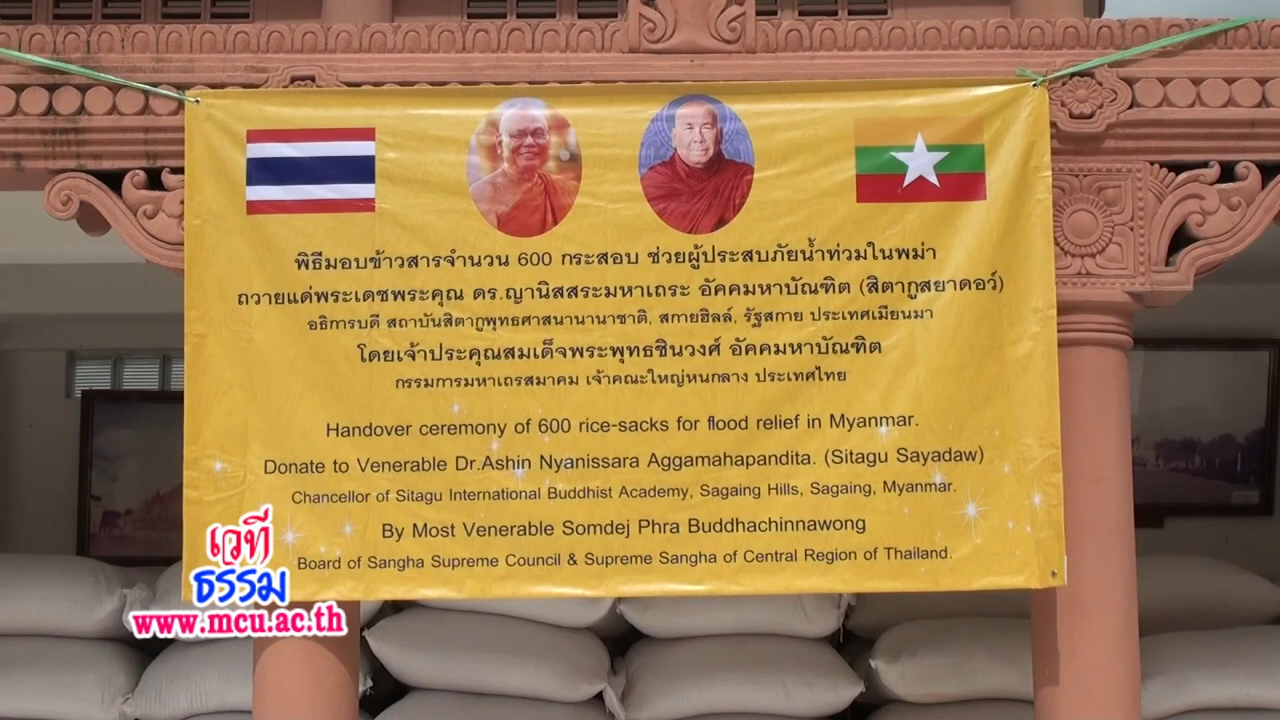 พิธีมอบข้าวสารจำนวน 600 กระสอบ ช่วยผู้ประสบภัยน้ำท่วมในพม่า
ถวายแด่พระเดชพระคุณ ดร.ญานิสสระมหาเถระ อัคคมหาบัณฑิต (สิตากูสยาดอว์)
อธิการบดี สถาบันสิตากูพุทธศาสนานานาชาติ, สกายฮิลล์, รัฐสกาย ประเทศเมียนมา
โดยเจ้าประคุณสมเด็จพระพุทธชินวงศ์ อัคคมหาบัณฑิต
กรรมการมหาเถรสมาคม เจ้าคณะใหญ่หนกลาง ประเทศไทย
Handover ceremony of 600 rice-sacks for flood relief in Myanmar.
Donate to Venerable Dr.Ashin Nyanissara Aggamahapandita. (Sitagu Sayadaw)
Chancellor of Sitagu International Buddhist Academy, Sagaing Hills, Sagaing, Myanmar.
By Most Venerable Somdej Phra Buddhachinnawong
Board of Sangha Supreme Council & Supreme Sangha of Central Region of Thailand.
เวที
ธรรม
www.mcu.ac.th